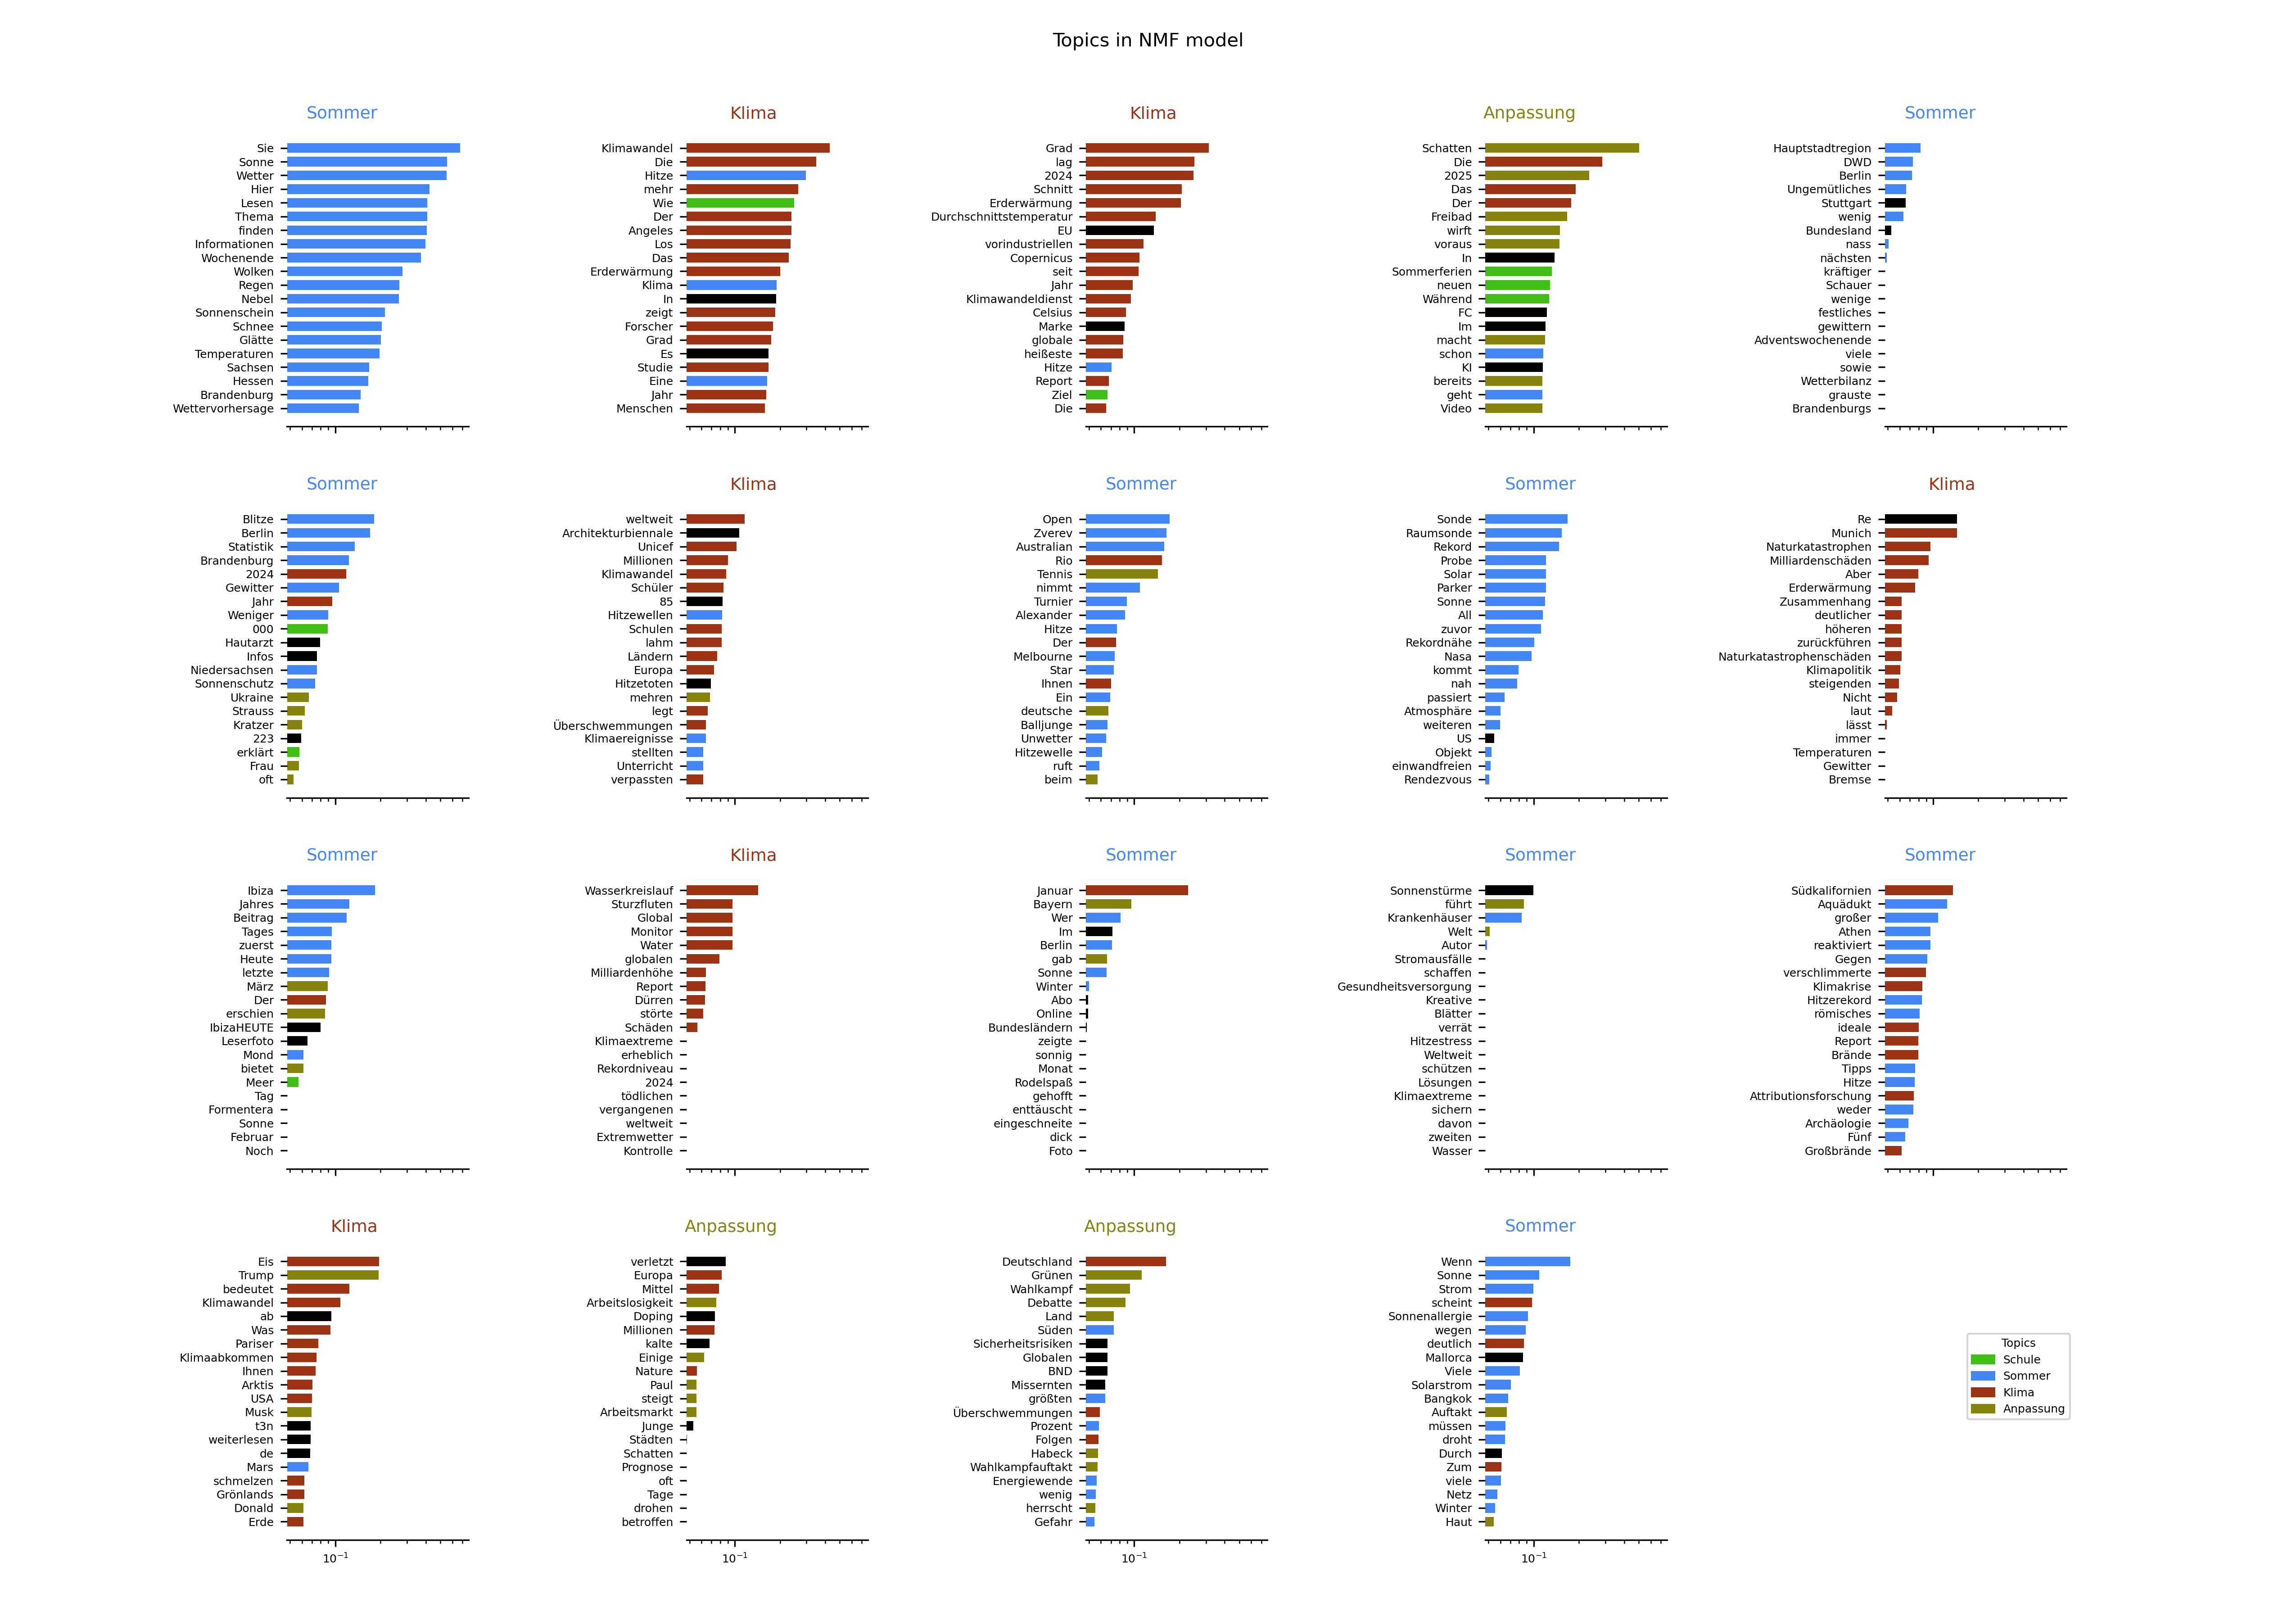 Topics in NMF model
Sommer
Sie
Sonne
Wetter
Hier
Lesen
Thema
finden
Informationen
Wochenende
Wolken
Regen
Nebel
Sonnenschein
Schnee
Glätte
Temperaturen
Sachsen
Hessen
Brandenburg
Wettervorhersage
Klima
Klimawandel
Die
Hitze
mehr
Wie
Der
Angeles
Los
Das
Erderwärmung
Klima
In
zeigt
Forscher
Grad
Es
Studie
Eine
Jahr
Menschen
Klima
Grad
lag
2024
Schnitt
Erderwärmung
Durchschnittstemperatur
EU
vorindustriellen
Copernicus
seit
Jahr
Klimawandeldienst
Celsius
Marke
globale
heißeste
Hitze
Report
Ziel
Die
Anpassung
Schatten
Die
2025
Das
Der
Freibad
wirft
voraus
In
Sommerferien
neuen
Während
FC
Im
macht
schon
KI
bereits
geht
Video
Sommer
Hauptstadtregion
DWD
Berlin
Ungemütliches
Stuttgart
wenig
Bundesland
nass
nächsten
kräftiger
Schauer
wenige
festliches
gewittern
Adventswochenende
viele
sowie
Wetterbilanz
grauste
Brandenburgs
Sommer
Blitze
Berlin
Statistik
Brandenburg
2024
Gewitter
Jahr
Weniger
000
Hautarzt
Infos
Niedersachsen
Sonnenschutz
Ukraine
Strauss
Kratzer
223
erklärt
Frau
oft
Klima
weltweit
Architekturbiennale
Unicef
Millionen
Klimawandel
Schüler
85
Hitzewellen
Schulen
lahm
Ländern
Europa
Hitzetoten
mehren
legt
Überschwemmungen
Klimaereignisse
stellten
Unterricht
verpassten
Sommer
Open
Zverev
Australian
Rio
Tennis
nimmt
Turnier
Alexander
Hitze
Der
Melbourne
Star
Ihnen
Ein
deutsche
Balljunge
Unwetter
Hitzewelle
ruft
beim
Sommer
Sonde
Raumsonde
Rekord
Probe
Solar
Parker
Sonne
All
zuvor
Rekordnähe
Nasa
kommt
nah
passiert
Atmosphäre
weiteren
US
Objekt
einwandfreien
Rendezvous
Klima
Re
Munich
Naturkatastrophen
Milliardenschäden
Aber
Erderwärmung
Zusammenhang
deutlicher
höheren
zurückführen
Naturkatastrophenschäden
Klimapolitik
steigenden
Nicht
laut
lässt
immer
Temperaturen
Gewitter
Bremse
Sommer
Ibiza
Jahres
Beitrag
Tages
zuerst
Heute
letzte
März
Der
erschien
IbizaHEUTE
Leserfoto
Mond
bietet
Meer
Tag
Formentera
Sonne
Februar
Noch
Klima
Wasserkreislauf
Sturzfluten
Global
Monitor
Water
globalen
Milliardenhöhe
Report
Dürren
störte
Schäden
Klimaextreme
erheblich
Rekordniveau
2024
tödlichen
vergangenen
weltweit
Extremwetter
Kontrolle
Sommer
Januar
Bayern
Wer
Im
Berlin
gab
Sonne
Winter
Abo
Online
Bundesländern
zeigte
sonnig
Monat
Rodelspaß
gehofft
enttäuscht
eingeschneite
dick
Foto
Sommer
Sonnenstürme
führt
Krankenhäuser
Welt
Autor
Stromausfälle
schaffen
Gesundheitsversorgung
Kreative
Blätter
verrät
Hitzestress
Weltweit
schützen
Lösungen
Klimaextreme
sichern
davon
zweiten
Wasser
Sommer
Südkalifornien
Aquädukt
großer
Athen
reaktiviert
Gegen
verschlimmerte
Klimakrise
Hitzerekord
römisches
ideale
Report
Brände
Tipps
Hitze
Attributionsforschung
weder
Archäologie
Fünf
Großbrände
Klima
Eis
Trump
bedeutet
Klimawandel
ab
Was
Pariser
Klimaabkommen
Ihnen
Arktis
USA
Musk
t3n
weiterlesen
de
Mars
schmelzen
Grönlands
Donald
Erde
10⁻¹
Anpassung
verletzt
Europa
Mittel
Arbeitslosigkeit
Doping
Millionen
kalte
Einige
Nature
Paul
steigt
Arbeitsmarkt
Junge
Städten
Schatten
Prognose
oft
Tage
drohen
betroffen
10⁻¹
Anpassung
Deutschland
Grünen
Wahlkampf
Debatte
Land
Süden
Sicherheitsrisiken
Globalen
BND
Missernten
größten
Überschwemmungen
Prozent
Folgen
Habeck
Wahlkampfauftakt
Energiewende
wenig
herrscht
Gefahr
10⁻¹
Sommer
Wenn
Sonne
Strom
scheint
Sonnenallergie
wegen
deutlich
Mallorca
Viele
Solarstrom
Bangkok
Auftakt
müssen
droht
Durch
Zum
viele
Netz
Winter
Haut
10⁻¹
Topics
Schule
Sommer
Klima
Anpassung